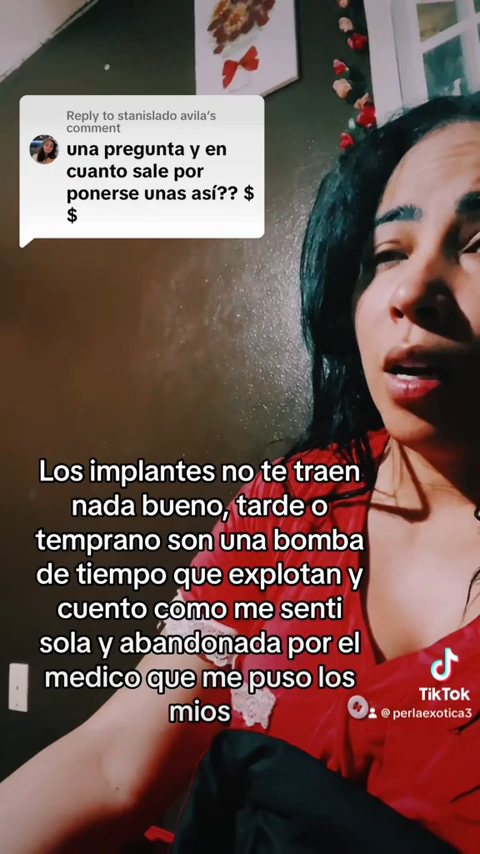 Reply to stanislado avila's
comment
una pregunta y en
cuanto sale por
ponerse unas así?? $
$
Los implantes no te traen
nada bueno, tarde o
temprano son una bomba
de tiempo que explotan y
cuento como me senti
sola y abandonada por el
medico que me puso los
mios
TikTok
@perlaexotica3